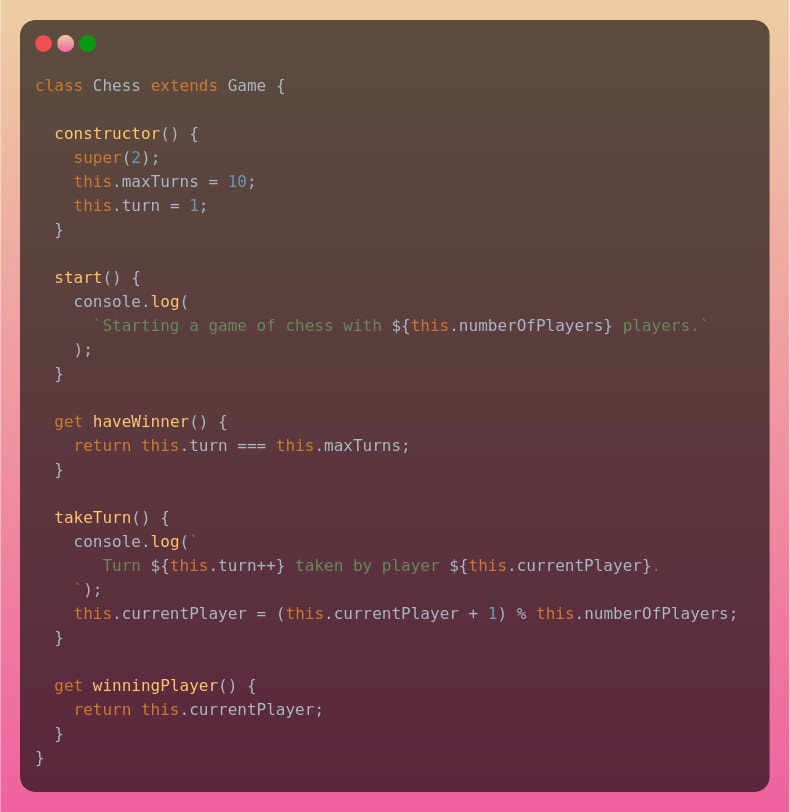 class Chess extends Game {

  constructor() {
    super(2);
    this.maxTurns = 10;
    this.turn = 1;
  }

  start() {
    console.log(
      `Starting a game of chess with ${this.numberOfPlayers} players.`
    );
  }

  get haveWinner() {
    return this.turn === this.maxTurns;
  }

  takeTurn() {
    console.log(`
       Turn ${this.turn++} taken by player ${this.currentPlayer}.
    `);
    this.currentPlayer = (this.currentPlayer + 1) % this.numberOfPlayers;
  }

  get winningPlayer() {
    return this.currentPlayer;
  }
}